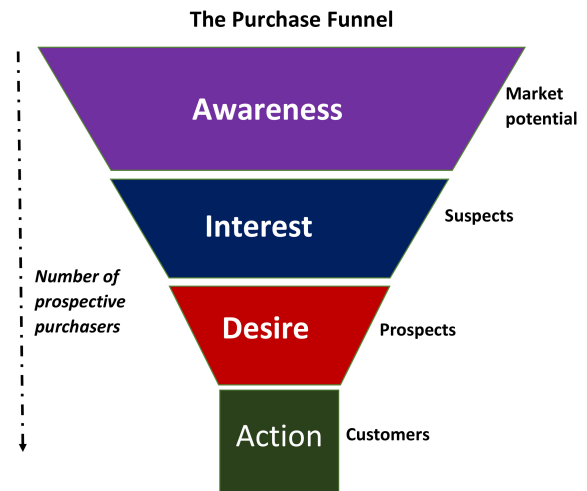 The Purchase Funnel
Awareness
Market
potential
Interest
Suspects
Number of
prospective
purchasers
Desire
Prospects
Action
Customers